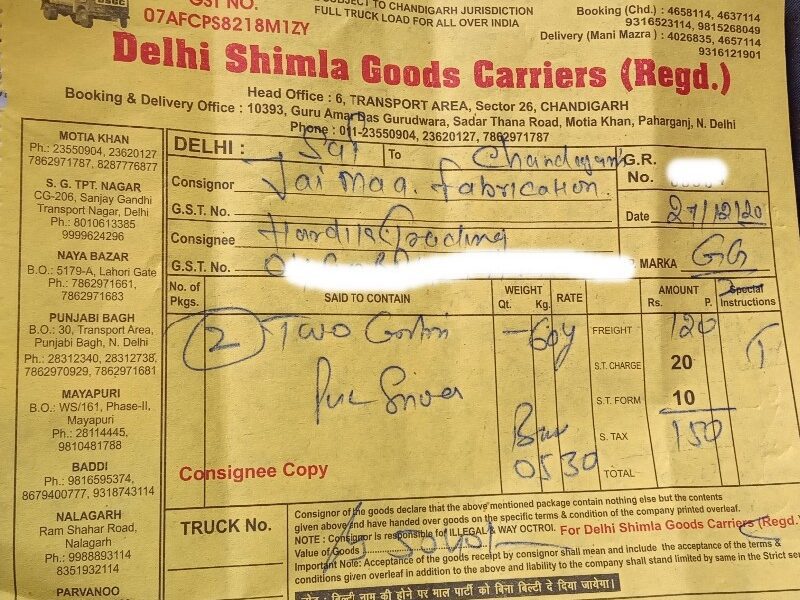 GST NO.
07AFCPS8218M1ZY
SUBJECT TO CHANDIGARH JURISDICTION
FULL TRUCK LOAD FOR ALL OVER INDIA
Booking (Chd.) : 4658114, 4637114
9316523114, 9815268049
Delivery (Mani Mazra) : 4026835, 4657114
9316121901
Delhi Shimla Goods Carriers (Regd.)
Head Office : 6, TRANSPORT AREA, Sector 26, CHANDIGARH
Booking & Delivery Office : 10393, Guru Amar Das Gurudwara, Sadar Thana Road, Motia Khan, Paharganj, N. Delhi
Phone : 011-23550904, 23620127, 7862971787
MOTIA KHAN
Ph.: 23550904, 23620127
7862971787, 8287776877
S. G. TPT. NAGAR
CG-206, Sanjay Gandhi
Transport Nagar, Delhi
Ph.: 8010613385
9999624296
NAYA BAZAR
B.O.: 5179-A, Lahori Gate
Ph.: 7862971661,
7862971683
PUNJABI BAGH
B.O.: 30, Transport Area,
Punjabi Bagh, N. Delhi
Ph.: 28312340, 28312738,
7862970929, 7862971681
MAYAPURI
B.O.: WS/161, Phase-II,
Mayapuri
Ph.: 28114445,
9810481788
BADDI
Ph.: 9816595374,
8679400777, 9318743114
NALAGARH
Ram Shahar Road,
Nalagarh
Ph.: 9988893114
8351932114
PARVANOO
DELHI : To Chandigarh
Consignor Jai Maa Fabrication
G.S.T. No.
Consignee Hardik Trading
G.S.T. No.
G.R.
No.
Date 27/12/20
MARKA GG
No. of Pkgs. SAID TO CONTAIN WEIGHT Qt. Kg. RATE AMOUNT Rs. P. Special Instructions
2 Two FREIGHT 120
S.T. CHARGE 20
S.T. FORM 10
S. TAX 150
0530 TOTAL
Consignee Copy
TRUCK No.
Consignor of the goods declare that the above mentioned package contain nothing else but the contents
given above and have handed over goods on the specific terms & condition of the company printed overleaf.
NOTE : Consignor is responsible for ILLEGAL & WAY OCTROI. For Delhi Shimla Goods Carriers (Regd.)
Value of Goods
Important Note: Acceptance of the goods receipt by consignor shall mean and include the acceptance of the terms &
conditions given overleaf in addition to the above and liability to the company shall stand limited by same in the Strict
नोट : बिल्टी नाम की होने पर माल पार्टी को बिना बिल्टी दे दिया जायेगा।